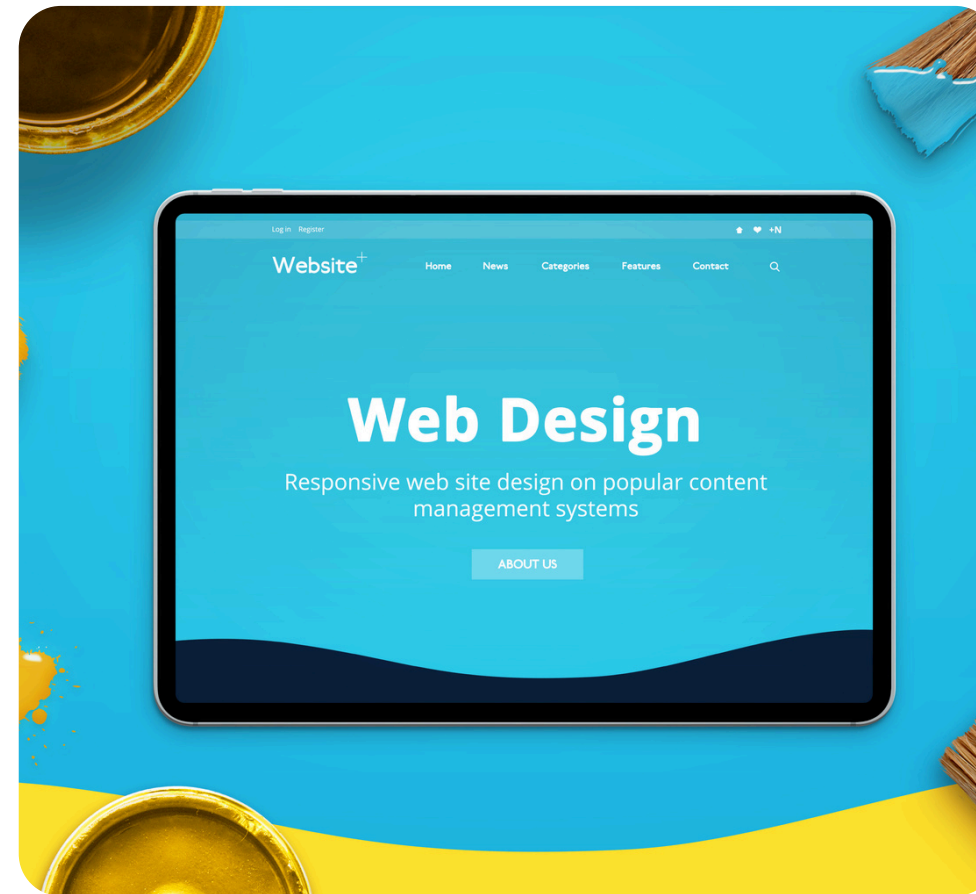 Log in Register +N
Website+ Home News Categories Features Contact
Web Design
Responsive web site design on popular content
management systems
ABOUT US